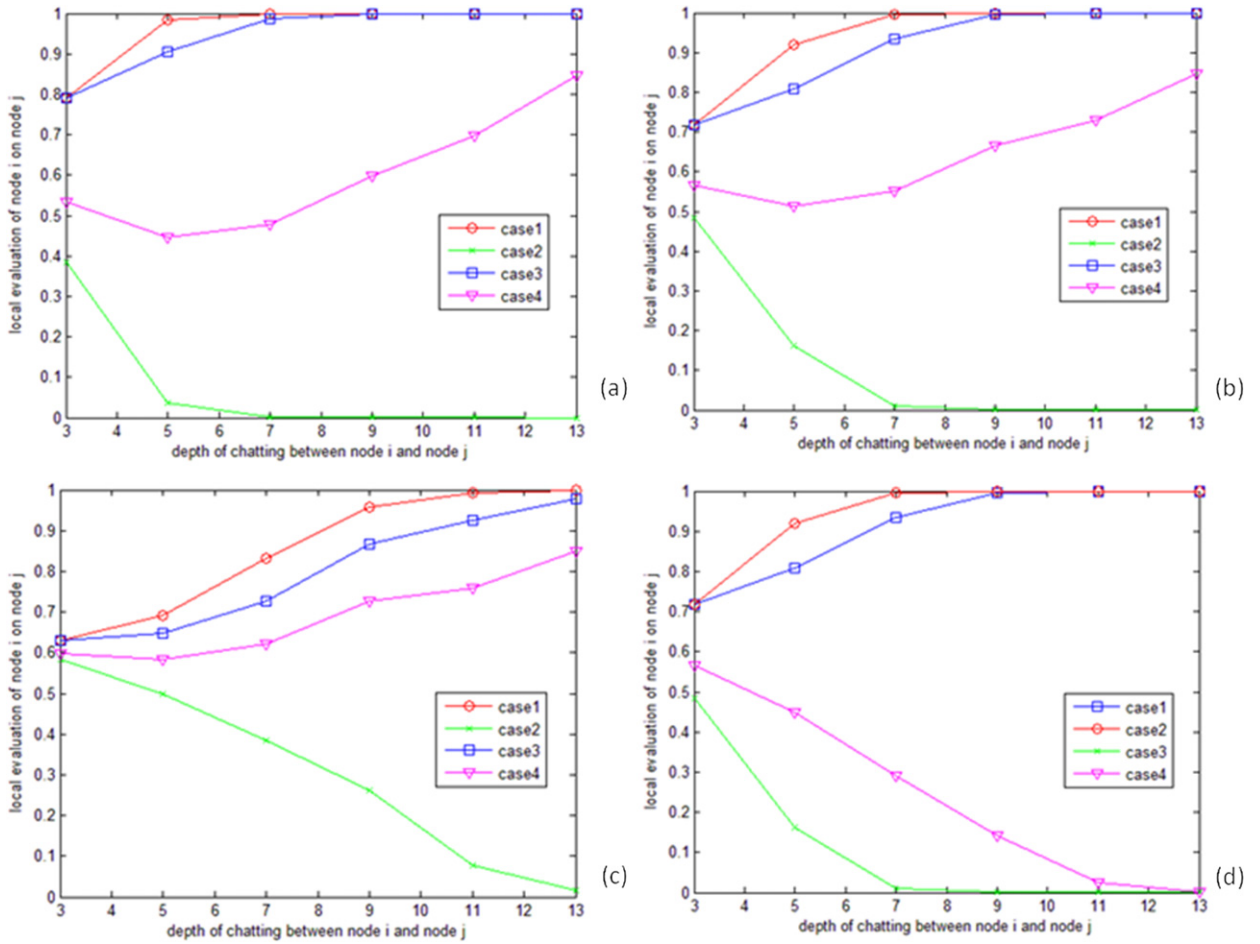 1
0.9
0.8
0.7
0.6
0.5
0.4
0.3
0.2
0.1
0
local evaluation of node i on node j
3 4 5 6 7 8 9 10 11 12 13
depth of chatting between node i and node j
case1
case2
case3
case4
(a)
1
0.9
0.8
0.7
0.6
0.5
0.4
0.3
0.2
0.1
0
local evaluation of node i on node j
3 4 5 6 7 8 9 10 11 12 13
depth of chatting between node i and node j
case1
case2
case3
case4
(b)
1
0.9
0.8
0.7
0.6
0.5
0.4
0.3
0.2
0.1
0
local evaluation of node i on node j
3 4 5 6 7 8 9 10 11 12 13
depth of chatting between node i and node j
case1
case2
case3
case4
(c)
1
0.9
0.8
0.7
0.6
0.5
0.4
0.3
0.2
0.1
0
local evaluation of node i on node j
3 4 5 6 7 8 9 10 11 12 13
depth of chatting between node i and node j
case1
case2
case3
case4
(d)